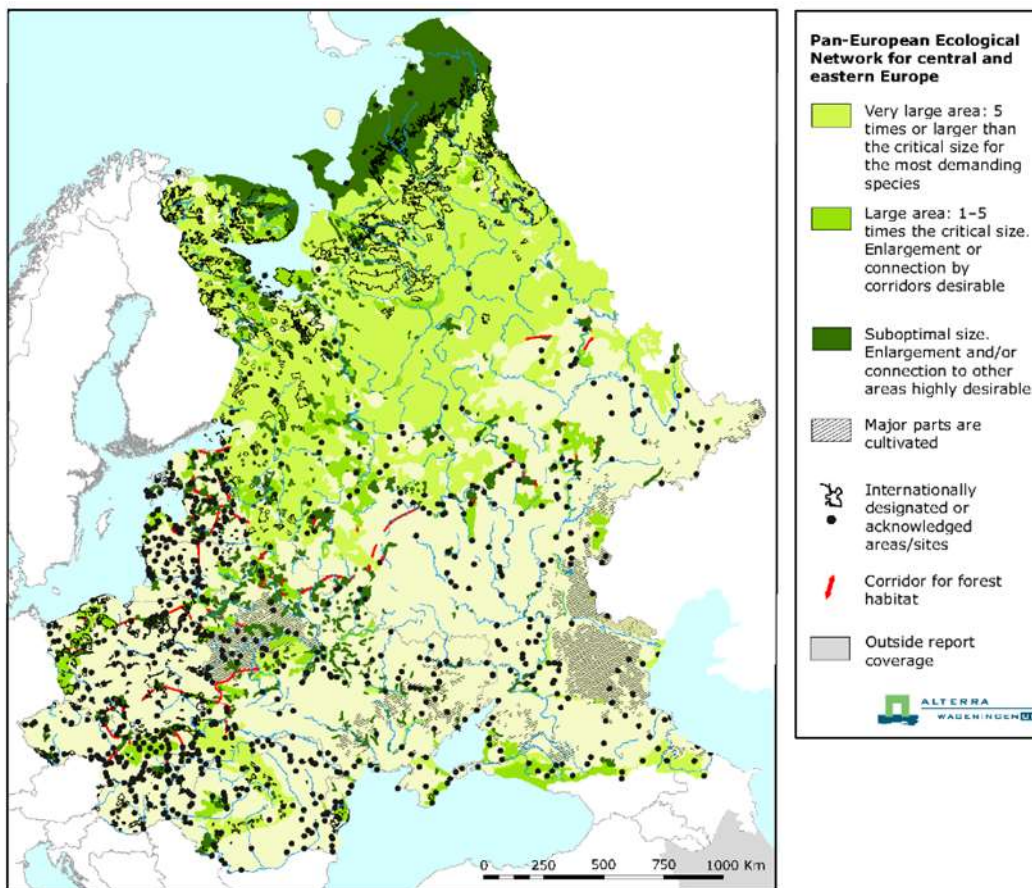 Pan-European Ecological
Network for central and
eastern Europe
Very large area: 5
times or larger than
the critical size for
the most demanding
species
Large area: 1–5
times the critical size.
Enlargement or
connection by
corridors desirable
Suboptimal size.
Enlargement and/or
connection to other
areas highly desirable
Major parts are
cultivated
Internationally
designated or
acknowledged
areas/sites
Corridor for forest
habitat
Outside report
coverage
ALTERRA
WAGENINGEN U
0 250 500 750 1000 Km